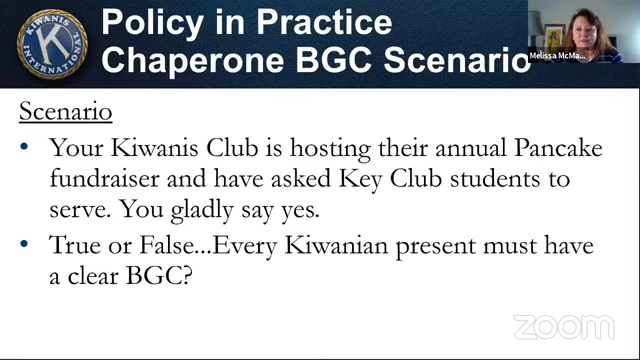 Policy in Practice
Chaperone BGC Scenario
Melissa McMa...
KIWANIS
K
INTERNATIONAL
Scenario
• Your Kiwanis Club is hosting their annual Pancake
fundraiser and have asked Key Club students to
serve. You gladly say yes.
• True or False...Every Kiwanian present must have
a clear BGC?
zoom